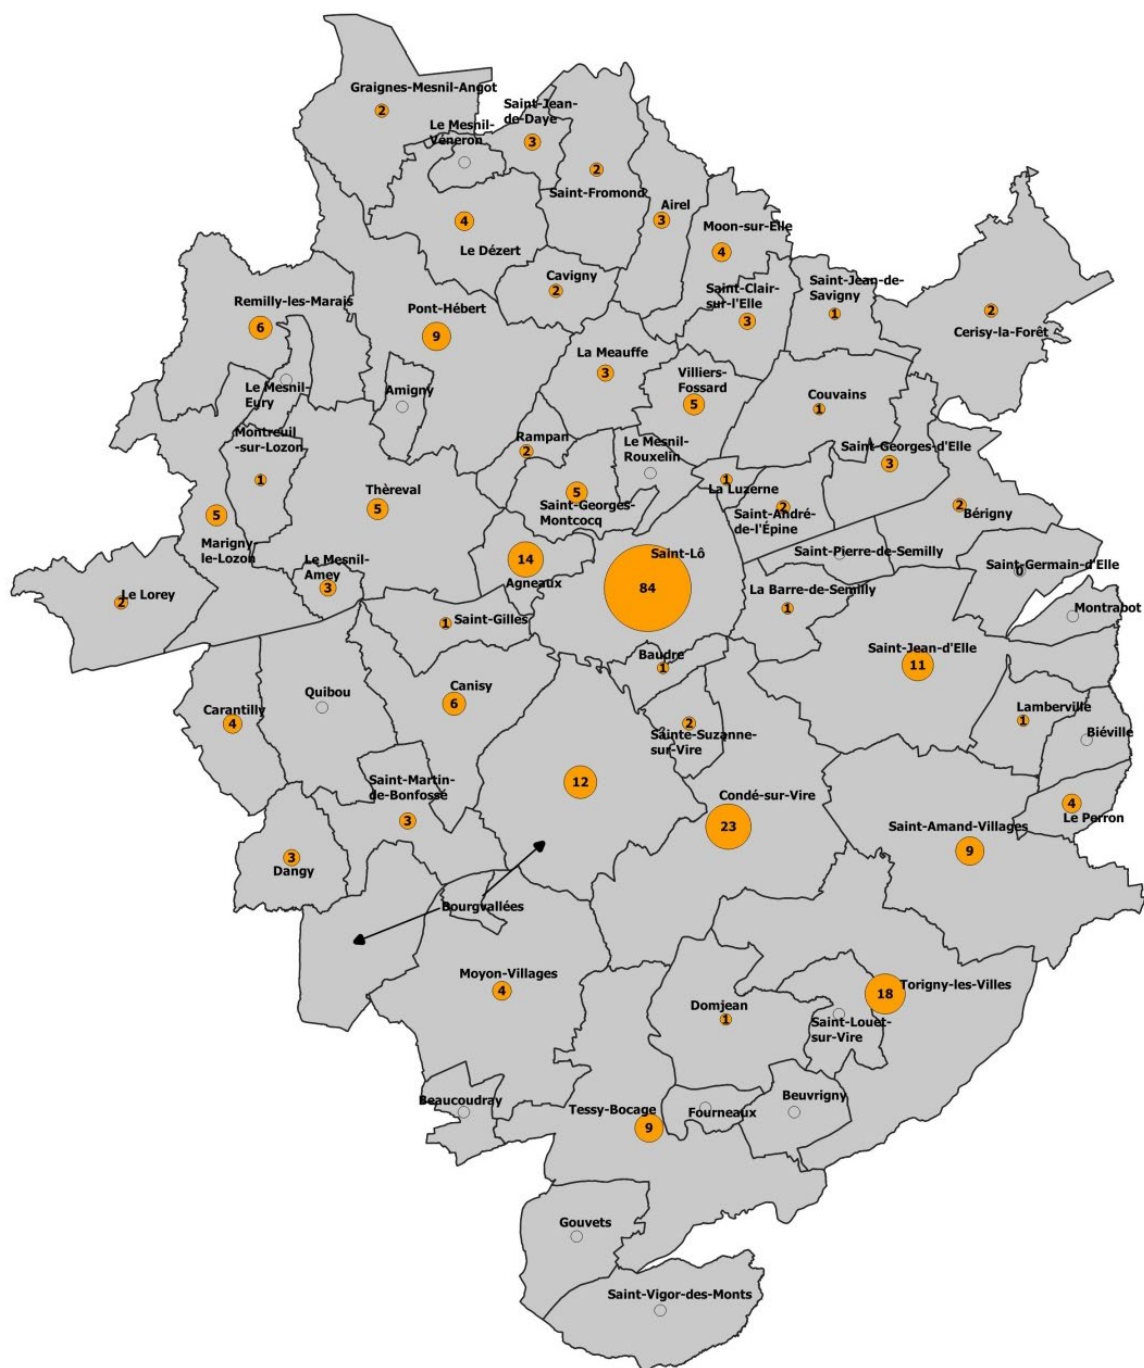 Graignes-Mesnil-Angot
2
Saint-Jean-
de-Daye
3
Le Mesnil-
Véneron
2
Saint-Fromond
Airel
3
4
Le Dézert
Moon-sur-Elle
4
Cavigny
2
Saint-Clair-
sur-l'Elle
3
Saint-Jean-de-
Savigny
1
2
Cerisy-la-Forêt
Remilly-les-Marais
6
Pont-Hébert
9
La Meauffe
3
Villiers-
Fossard
5
Le Mesnil-
Eury
Amigny
Couvains
1
Montreuil
-sur-Lozon
1
Rampan
2
Le Mesnil-
Rouxelin
Saint-Georges-d'Elle
3
Thèreval
5
5
Saint-Georges-
Montcocq
1
La Luzerne
2
Saint-André-
de-l'Épine
2
Bérigny
5
Marigny
-le-Lozon
Le Mesnil-
Amey
3
14
Agneaux
Saint-Lô
84
Saint-Pierre-de-Semilly
Saint-Germain-d'Elle
0
Le Lorey
2
Saint-Gilles
1
La Barre-de-Semilly
1
Montrabot
Baudre
1
Saint-Jean-d'Elle
11
Carantilly
4
Quibou
Canisy
6
2
Sainte-Suzanne-
sur-Vire
Lamberville
1
Biéville
Saint-Martin-
de-Bonfossé
3
12
Condé-sur-Vire
23
4
Le Perron
Saint-Amand-Villages
9
3
Dangy
Bourgvallées
Moyon-Villages
4
Domjean
1
18
Torigny-les-Villes
Saint-Louet-
sur-Vire
Beaucoudray
Tessy-Bocage
9
Fourneaux
Beuvrigny
Gouvets
Saint-Vigor-des-Monts